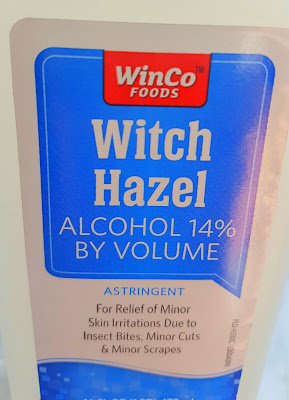 WinCo™
FOODS
Witch
Hazel
ALCOHOL 14%
BY VOLUME
ASTRINGENT
For Relief of Minor
Skin Irritations Due to
Insect Bites, Minor Cuts
& Minor Scrapes